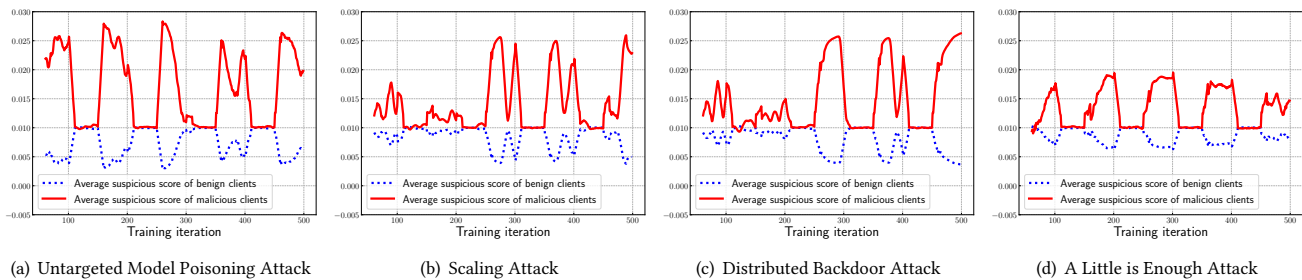 0.030
0.025
0.020
0.015
0.010
0.005
0.000
−0.005
Average suspicious score of benign clients
Average suspicious score of malicious clients
100 200 300 400 500
Training iteration
(a) Untargeted Model Poisoning Attack
0.030
0.025
0.020
0.015
0.010
0.005
0.000
−0.005
Average suspicious score of benign clients
Average suspicious score of malicious clients
100 200 300 400 500
Training iteration
(b) Scaling Attack
0.030
0.025
0.020
0.015
0.010
0.005
0.000
−0.005
Average suspicious score of benign clients
Average suspicious score of malicious clients
100 200 300 400 500
Training iteration
(c) Distributed Backdoor Attack
0.030
0.025
0.020
0.015
0.010
0.005
0.000
−0.005
Average suspicious score of benign clients
Average suspicious score of malicious clients
100 200 300 400 500
Training iteration
(d) A Little is Enough Attack